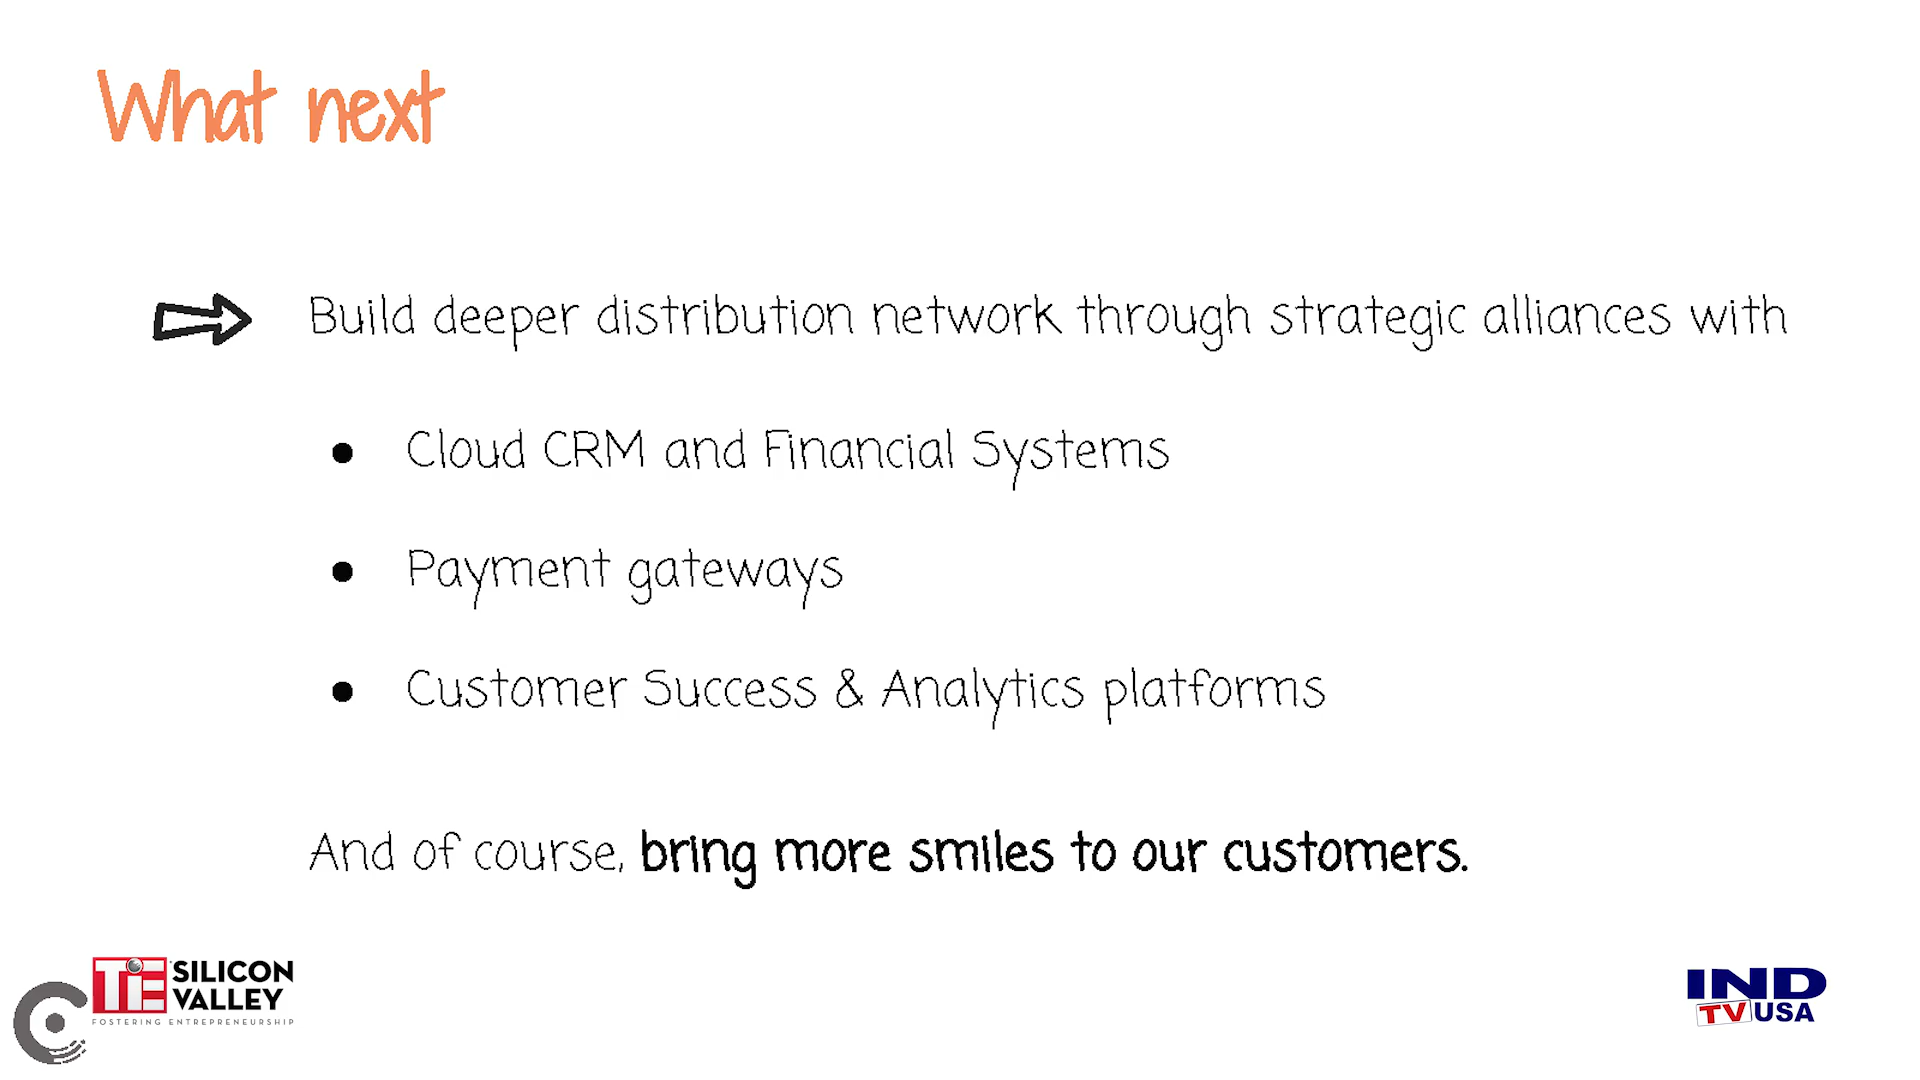 What next
Build deeper distribution network through strategic alliances with
● Cloud CRM and Financial Systems
● Payment gateways
● Customer Success & Analytics platforms
And of course, bring more smiles to our customers.
TiE SILICON
VALLEY
FOSTERING ENTREPRENEURSHIP
IND
TV USA